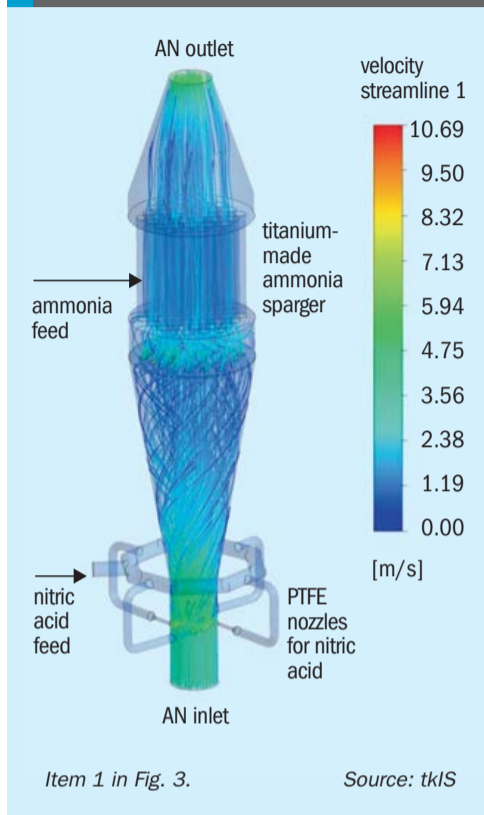 AN outlet
velocity
streamline 1
10.69
9.50
8.32
7.13
5.94
4.75
3.56
2.38
1.19
0.00
[m/s]
titanium-
made
ammonia
sparger
ammonia
feed
nitric
acid
feed
PTFE
nozzles
for nitric
acid
AN inlet
Item 1 in Fig. 3.
Source: tkIS